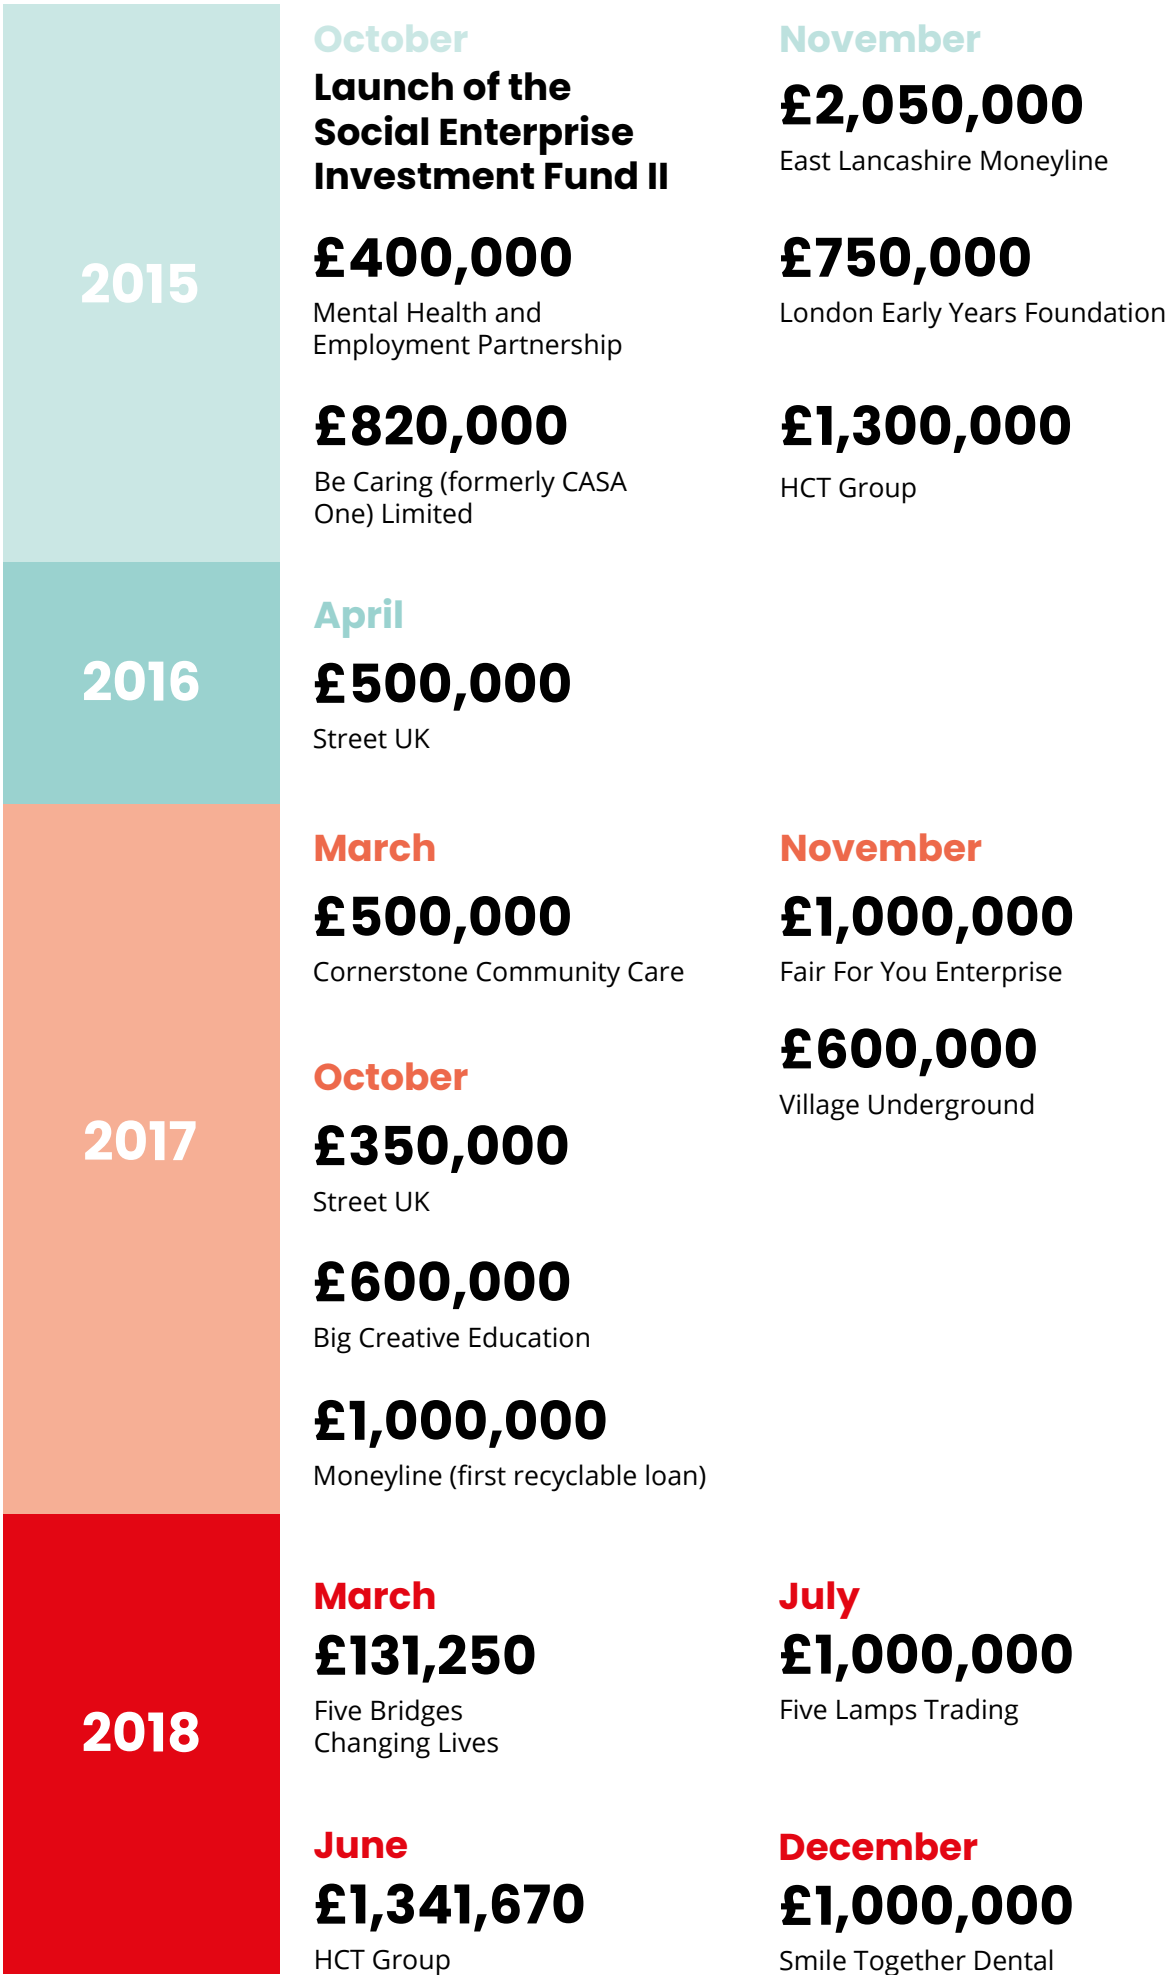 2015
October
Launch of the
Social Enterprise
Investment Fund II
£400,000
Mental Health and
Employment Partnership
£820,000
Be Caring (formerly CASA
One) Limited
November
£2,050,000
East Lancashire Moneyline
£750,000
London Early Years Foundation
£1,300,000
HCT Group
2016
April
£500,000
Street UK
2017
March
£500,000
Cornerstone Community Care
October
£350,000
Street UK
£600,000
Big Creative Education
£1,000,000
Moneyline (first recyclable loan)
November
£1,000,000
Fair For You Enterprise
£600,000
Village Underground
2018
March
£131,250
Five Bridges
Changing Lives
June
£1,341,670
HCT Group
July
£1,000,000
Five Lamps Trading
December
£1,000,000
Smile Together Dental